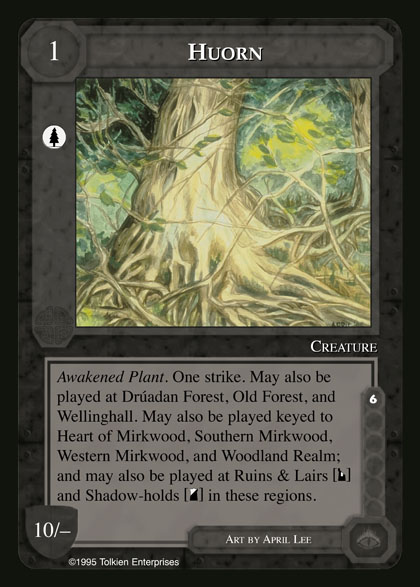 1
HUORN
CREATURE
Awakened Plant. One strike. May also be
played at Drúadan Forest, Old Forest, and
Wellinghall. May also be played keyed to
Heart of Mirkwood, Southern Mirkwood,
Western Mirkwood, and Woodland Realm;
and may also be played at Ruins & Lairs []
and Shadow-holds [] in these regions.
6
10/–
ART BY APRIL LEE
©1995 Tolkien Enterprises